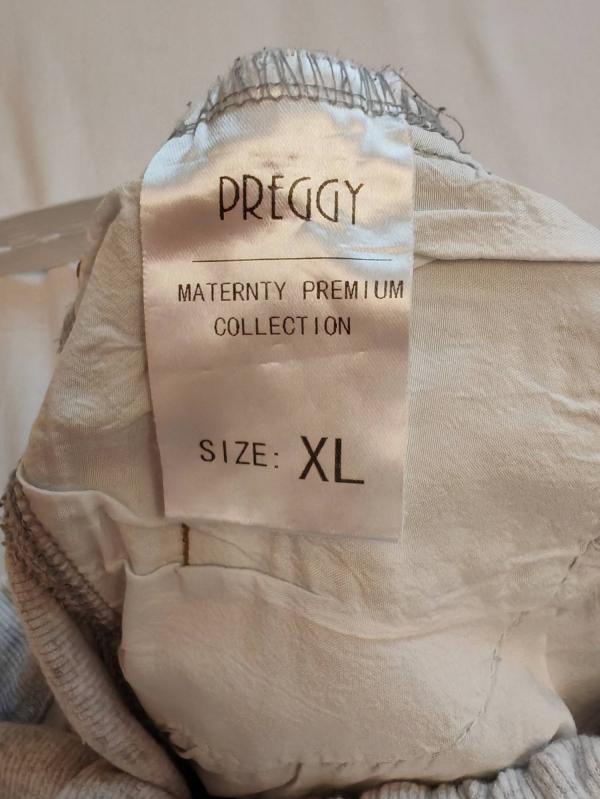 PREGGY
MATERNTY PREMIUM
COLLECTION
SIZE: XL